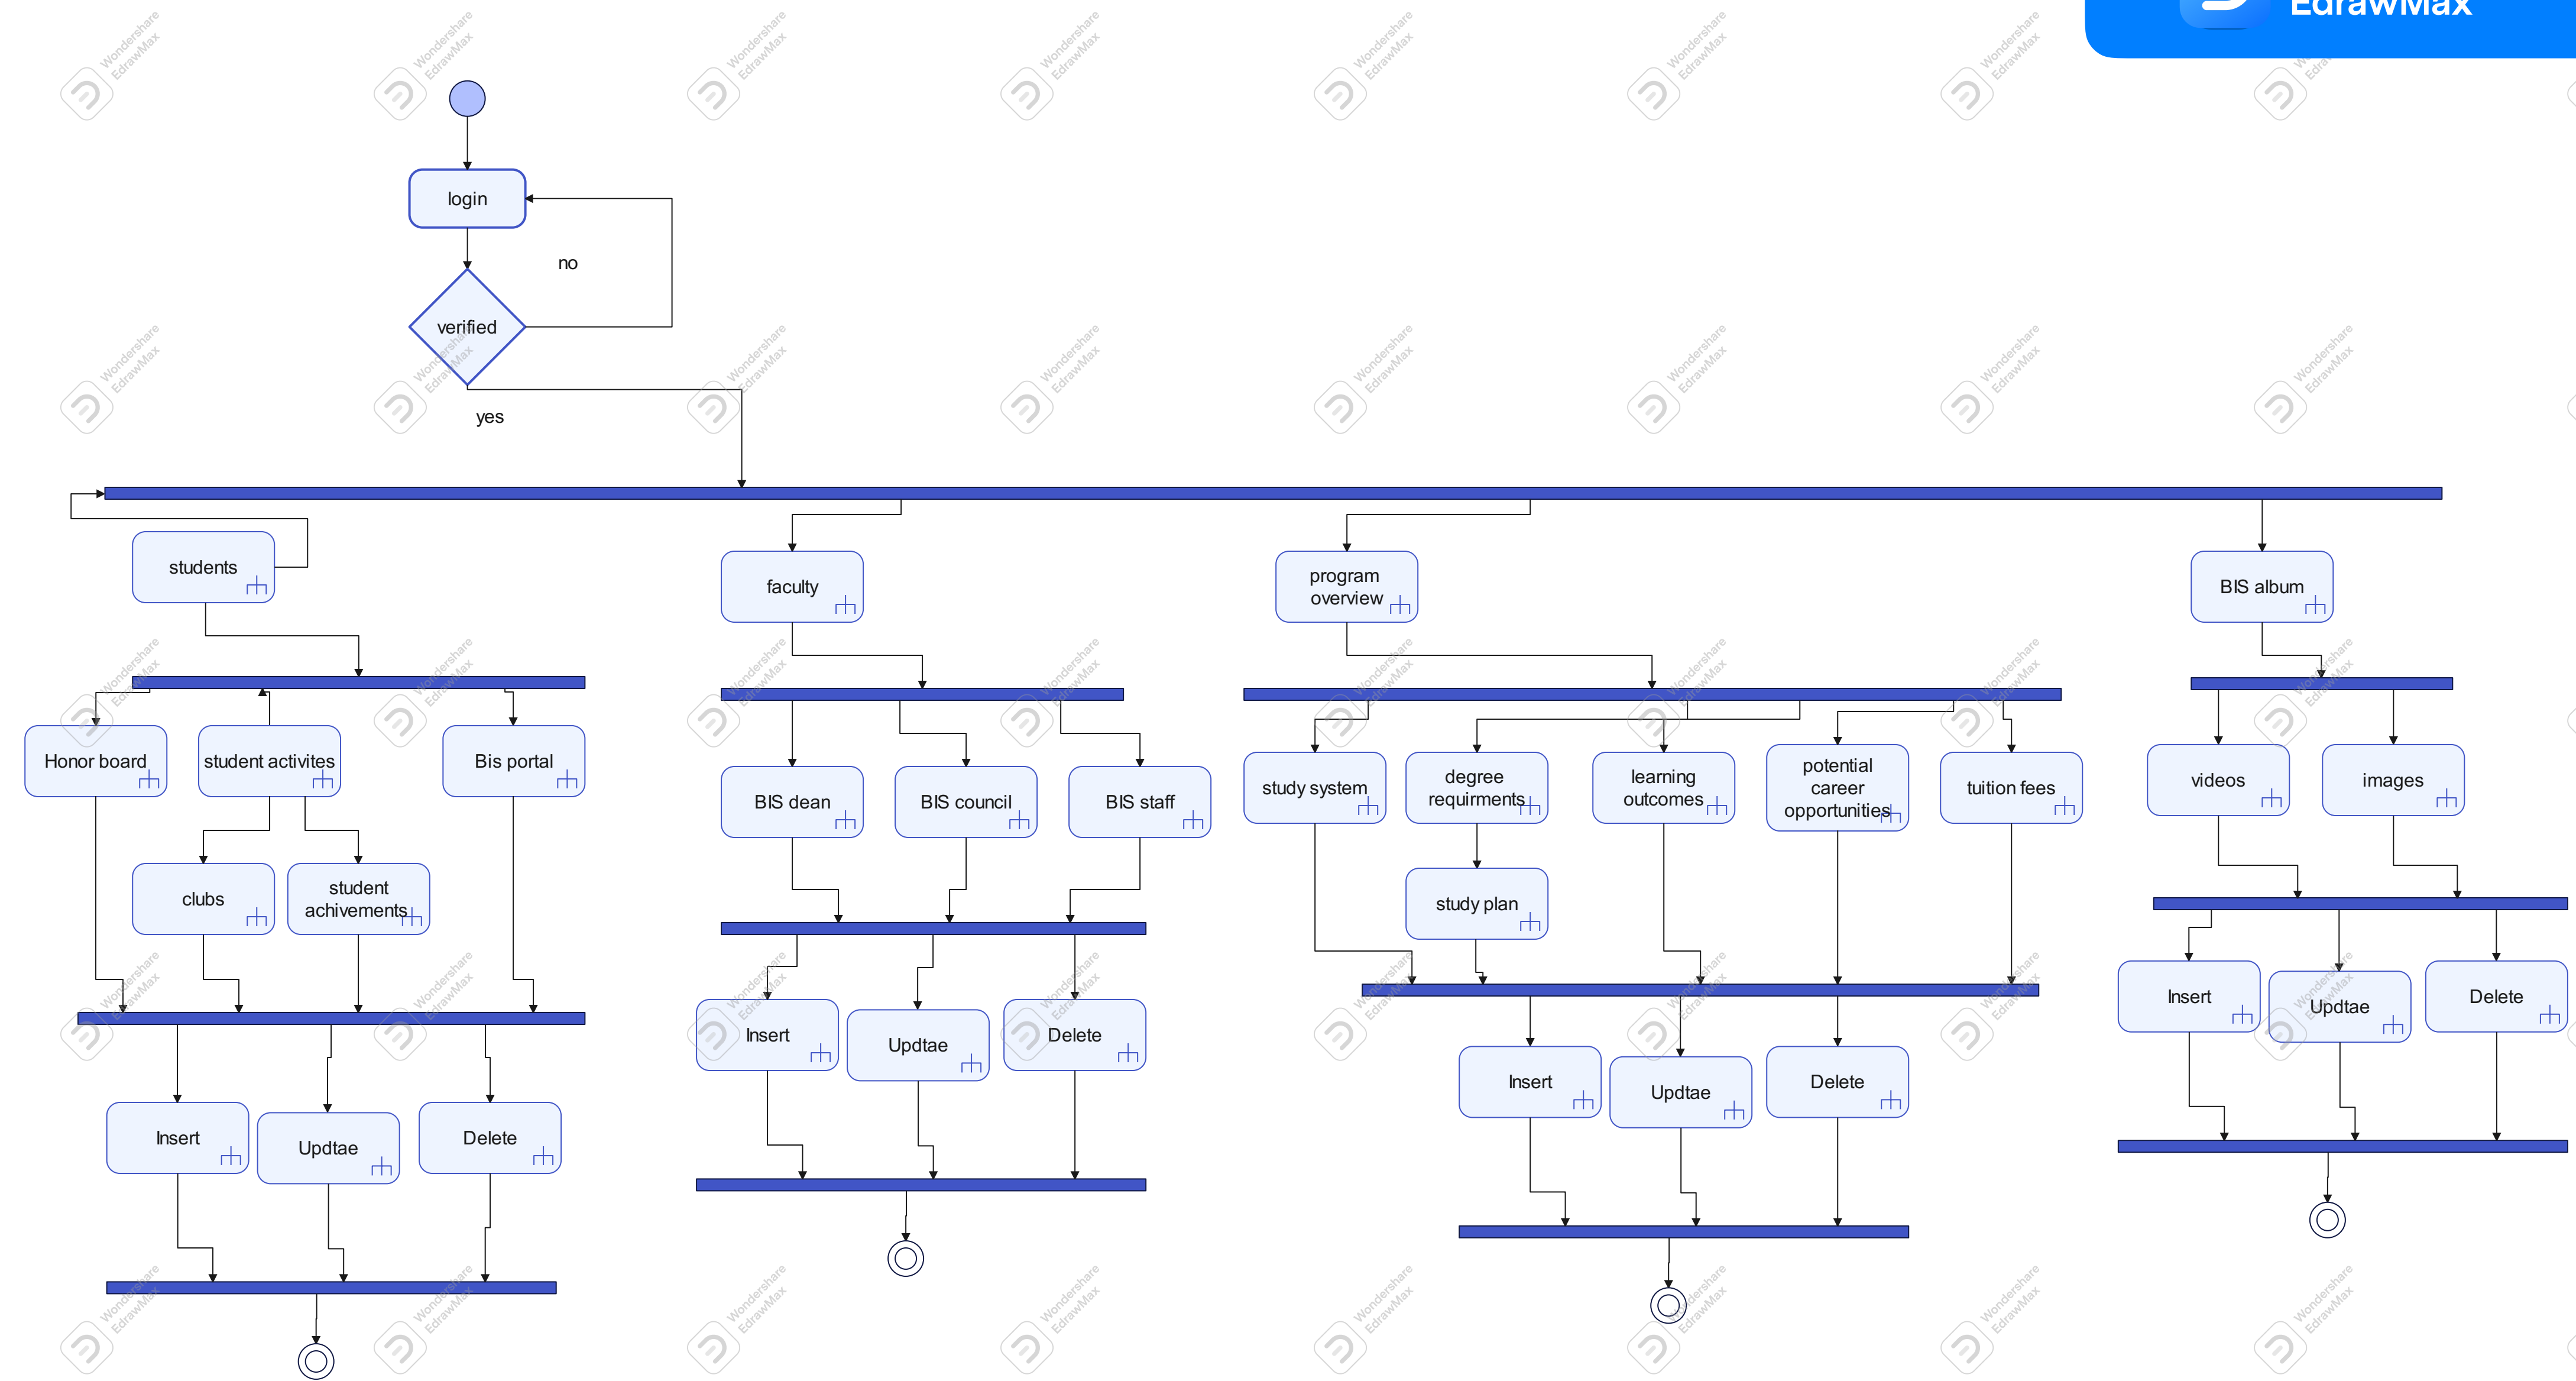 EdrawMax
login
no
verified
yes
students
faculty
program
overview
BIS album
Honor board
student activites
Bis portal
BIS dean
BIS council
BIS staff
study system
degree
requirments
learning
outcomes
potential
career
opportunities
tuition fees
videos
images
clubs
student
achivements
study plan
Insert
Updtae
Delete
Insert
Updtae
Delete
Insert
Updtae
Delete
Insert
Updtae
Delete
Wondershare
EdrawMax